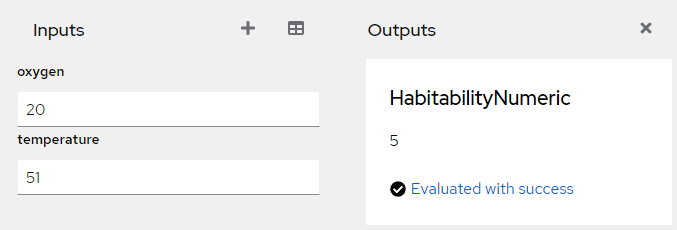 Inputs
oxygen
20
temperature
51
Outputs
HabitabilityNumeric
5
Evaluated with success